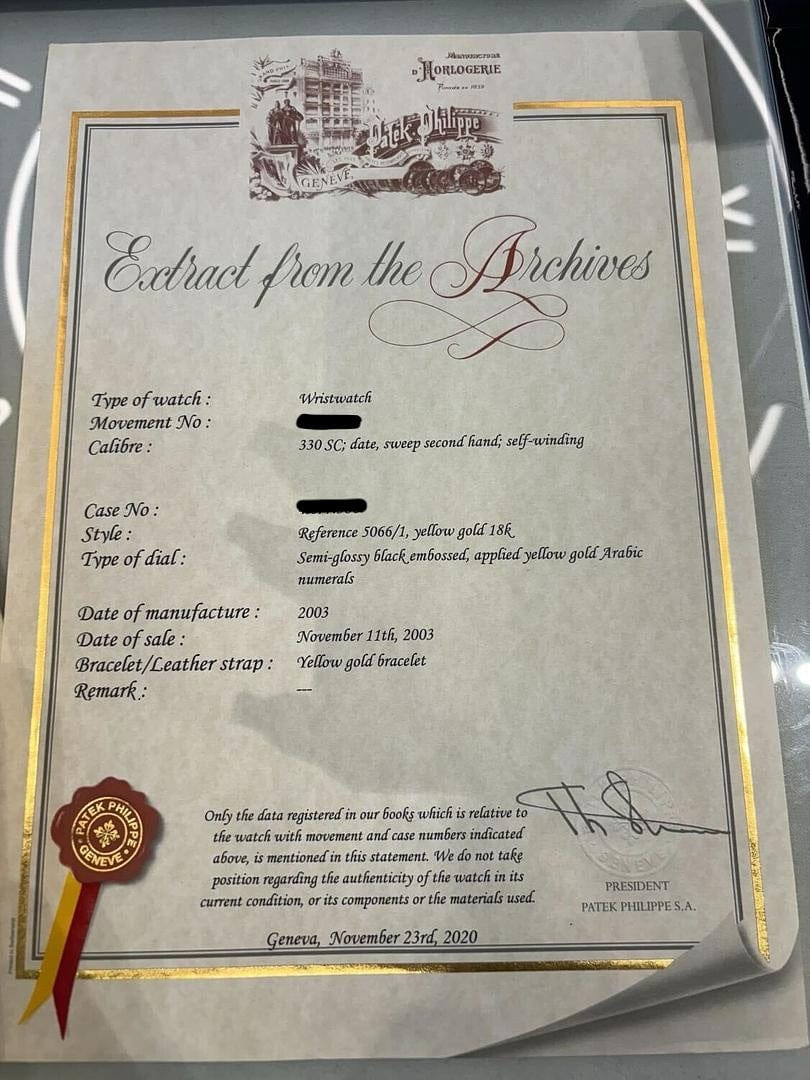 Manufacture
D'HORLOGERIE
Fondée en 1839
GRAND PRIX
Patek Philippe
GENÈVE
Extract from the Archives
Type of watch : Wristwatch
Movement No :
Calibre : 330 SC; date, sweep second hand; self-winding
Case No :
Style : Reference 5066/1, yellow gold 18k
Type of dial : Semi-glossy black embossed, applied yellow gold Arabic
numerals
Date of manufacture : 2003
Date of sale : November 11th, 2003
Bracelet/Leather strap : Yellow gold bracelet
Remark : ---
Only the data registered in our books which is relative to
the watch with movement and case numbers indicated
above, is mentioned in this statement. We do not take
position regarding the authenticity of the watch in its
current condition, or its components or the materials used.
Geneva, November 23rd, 2020
PATEK PHILIPPE
GENEVE
GENEVE
PRESIDENT
PATEK PHILIPPE S.A.